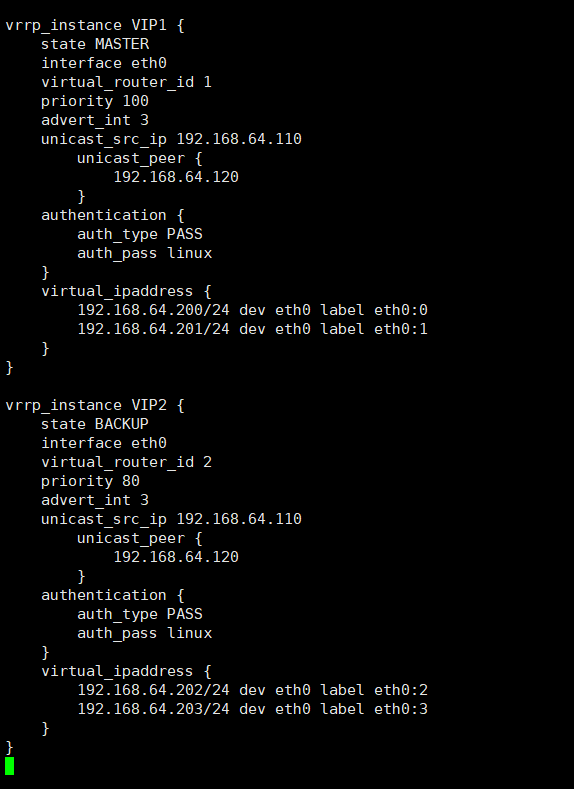 vrrp_instance VIP1 {
    state MASTER
    interface eth0
    virtual_router_id 1
    priority 100
    advert_int 3
    unicast_src_ip 192.168.64.110
        unicast_peer {
            192.168.64.120
        }
    authentication {
        auth_type PASS
        auth_pass linux
    }
    virtual_ipaddress {
        192.168.64.200/24 dev eth0 label eth0:0
        192.168.64.201/24 dev eth0 label eth0:1
    }
}

vrrp_instance VIP2 {
    state BACKUP
    interface eth0
    virtual_router_id 2
    priority 80
    advert_int 3
    unicast_src_ip 192.168.64.110
        unicast_peer {
            192.168.64.120
        }
    authentication {
        auth_type PASS
        auth_pass linux
    }
    virtual_ipaddress {
        192.168.64.202/24 dev eth0 label eth0:2
        192.168.64.203/24 dev eth0 label eth0:3
    }
}